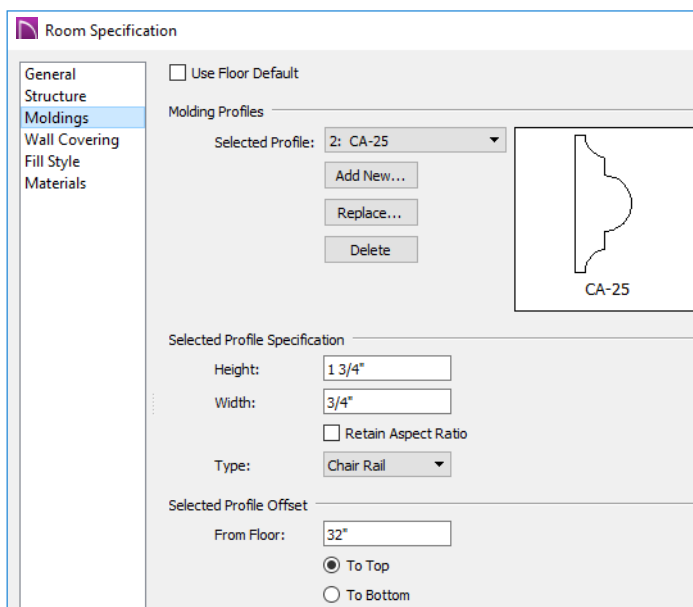 Room Specification
General
Structure
Moldings
Wall Covering
Fill Style
Materials
Use Floor Default
Molding Profiles
Selected Profile: 2: CA-25
Add New...
Replace...
Delete
CA-25
Selected Profile Specification
Height: 1 3/4"
Width: 3/4"
Retain Aspect Ratio
Type: Chair Rail
Selected Profile Offset
From Floor: 32"
To Top
To Bottom